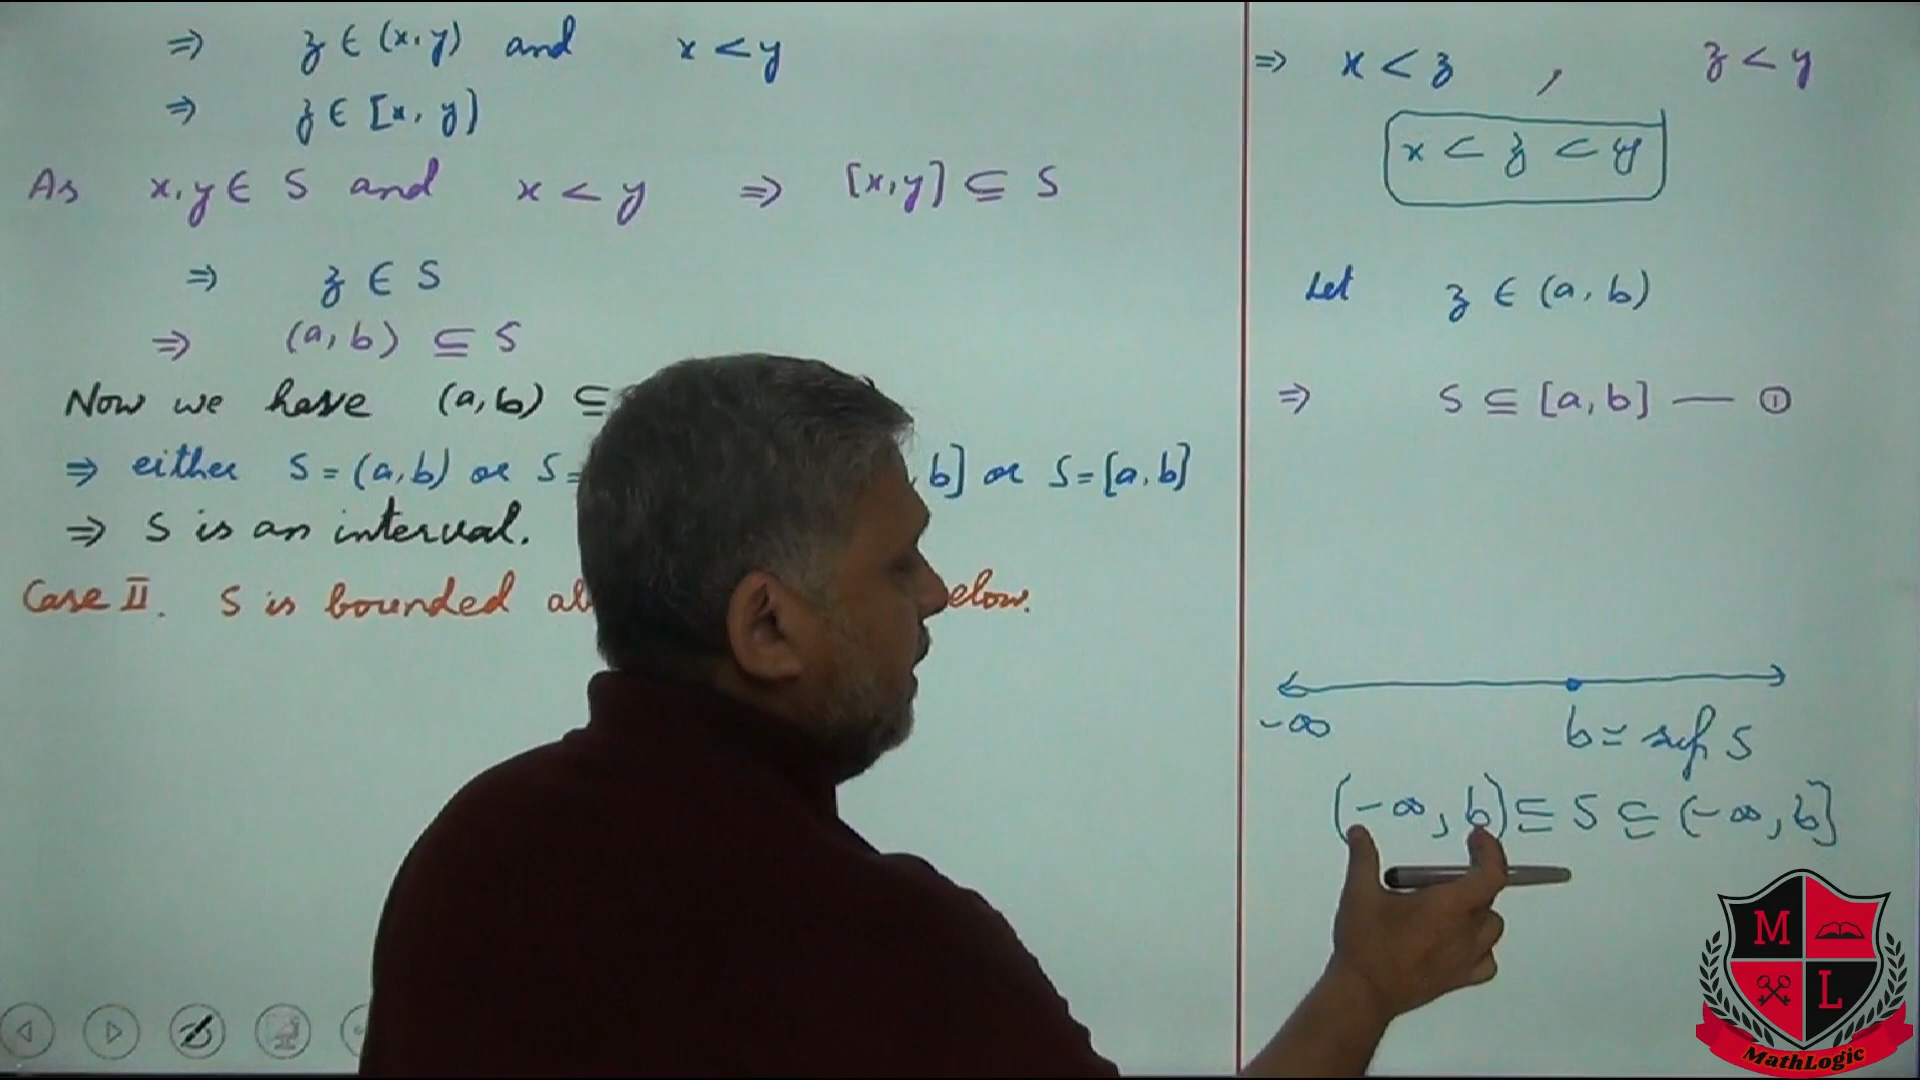 ⇒ z ∈ (x, y) and x < y
⇒ z ∈ [x, y]
As x, y ∈ S and x < y ⇒ [x, y] ⊆ S
⇒ z ∈ S
⇒ (a, b) ⊆ S
Now we have (a, b) ⊆
⇒ either S = (a, b) or S = , b] or S = [a, b]
⇒ S is an interval.
Case II. S is bounded elow.
⇒ x < z , z < y
x < z < y
Let z ∈ (a, b)
⇒ S ⊆ [a, b] — ①
-∞
b = sup S
(-∞, b) ⊆ S ⊆ (-∞, b]
M
L
MathLogic